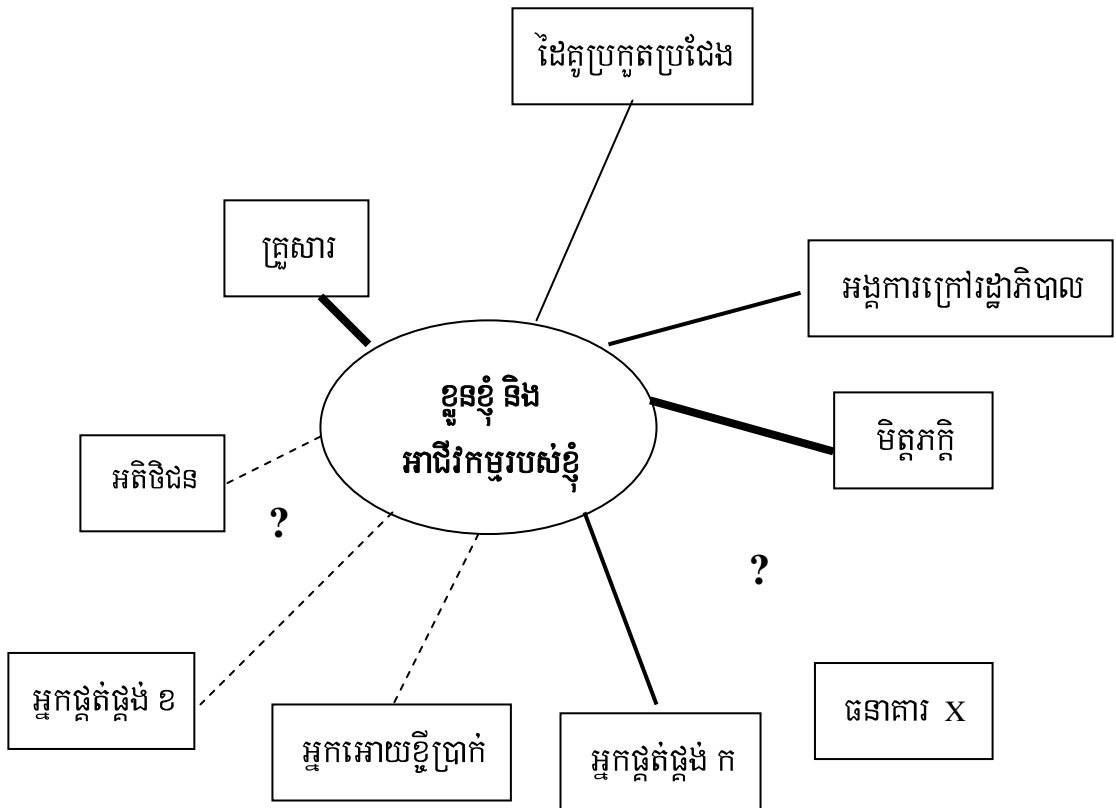 ដៃគូប្រកួតប្រជែង
គ្រួសារ
អង្គការក្រៅរដ្ឋាភិបាល
ខ្លួនខ្ញុំ និង
អាជីវកម្មរបស់ខ្ញុំ
មិត្តភក្តិ
អតិថិជន
?
?
អ្នកផ្គត់ផ្គង់ ខ
អ្នកអោយខ្ចីប្រាក់
អ្នកផ្គត់ផ្គង់ ក
ធនាគារ X